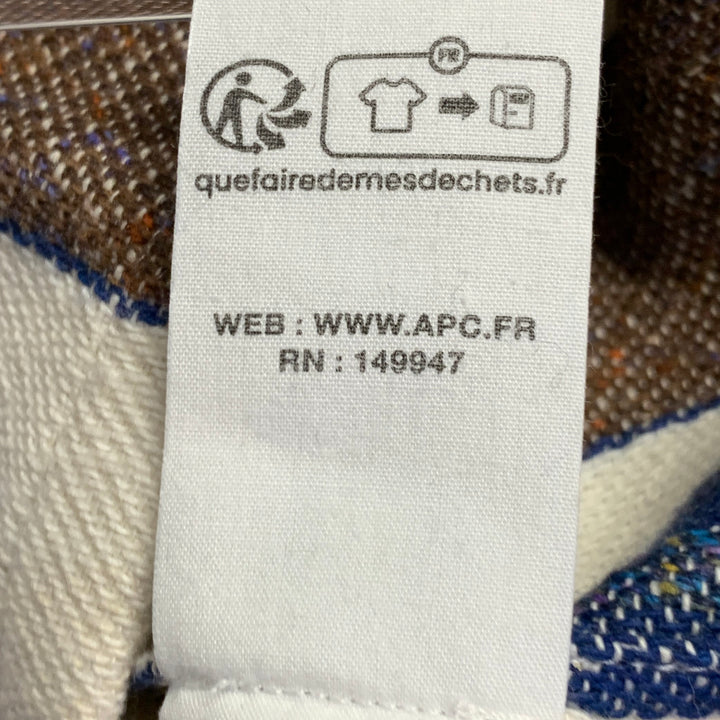 FR
quefairedemesdechets.fr
WEB : WWW.APC.FR
RN : 149947